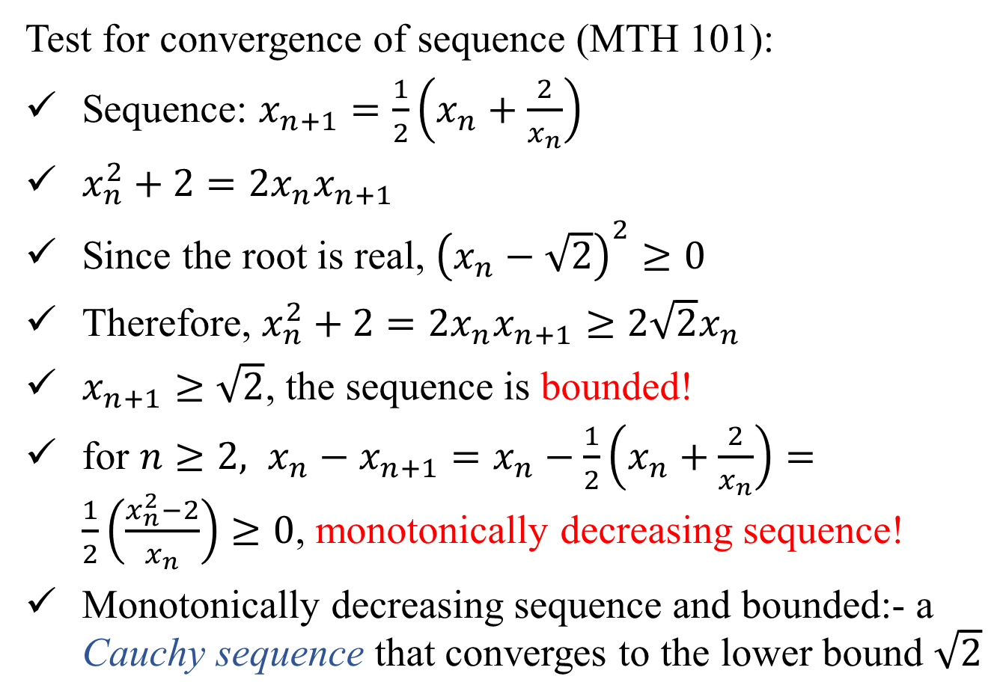 Test for convergence of sequence (MTH 101):
✓ Sequence: $x_{n+1} = \frac{1}{2}\left(x_n + \frac{2}{x_n}\right)$
✓ $x_n^2 + 2 = 2x_n x_{n+1}$
✓ Since the root is real, $\left(x_n - \sqrt{2}\right)^2 \geq 0$
✓ Therefore, $x_n^2 + 2 = 2x_n x_{n+1} \geq 2\sqrt{2}x_n$
✓ $x_{n+1} \geq \sqrt{2}$, the sequence is bounded!
✓ for $n \geq 2$, $x_n - x_{n+1} = x_n - \frac{1}{2}\left(x_n + \frac{2}{x_n}\right) =$
$\frac{1}{2}\left(\frac{x_n^2 - 2}{x_n}\right) \geq 0$, monotonically decreasing sequence!
✓ Monotonically decreasing sequence and bounded:- a
Cauchy sequence that converges to the lower bound $\sqrt{2}$